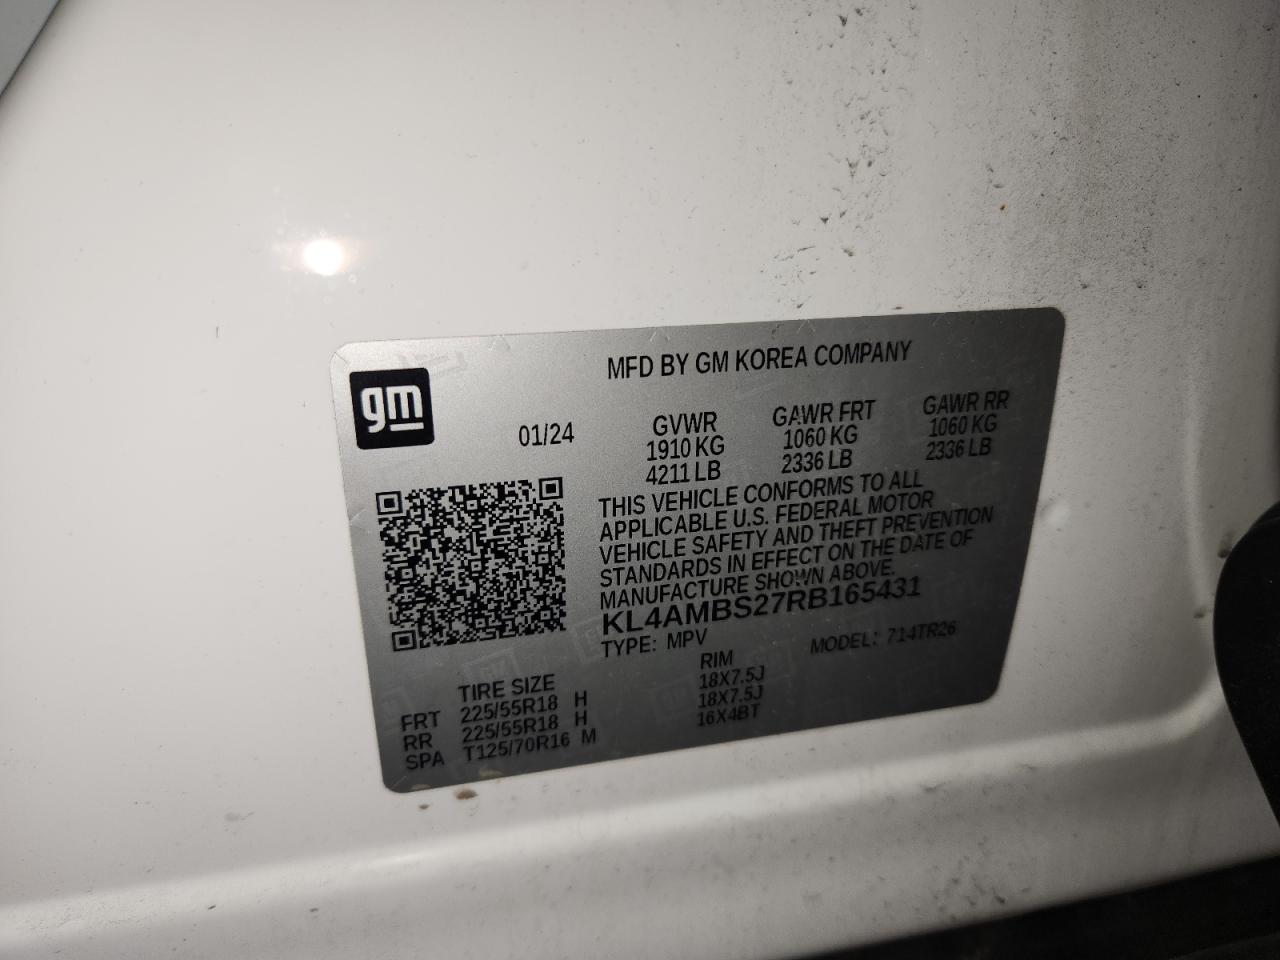 MFD BY GM KOREA COMPANY
gm
01/24
GVWR GAWR FRT GAWR RR
1910 KG 1060 KG 1060 KG
4211 LB 2336 LB 2336 LB
THIS VEHICLE CONFORMS TO ALL
APPLICABLE U.S. FEDERAL MOTOR
VEHICLE SAFETY AND THEFT PREVENTION
STANDARDS IN EFFECT ON THE DATE OF
MANUFACTURE SHOWN ABOVE.
KL4AMBS27RB165431
TYPE: MPV MODEL: 714TR26
TIRE SIZE RIM
FRT 225/55R18 H 18X7.5J
RR 225/55R18 H 18X7.5J
SPA T125/70R16 M 16X4BT